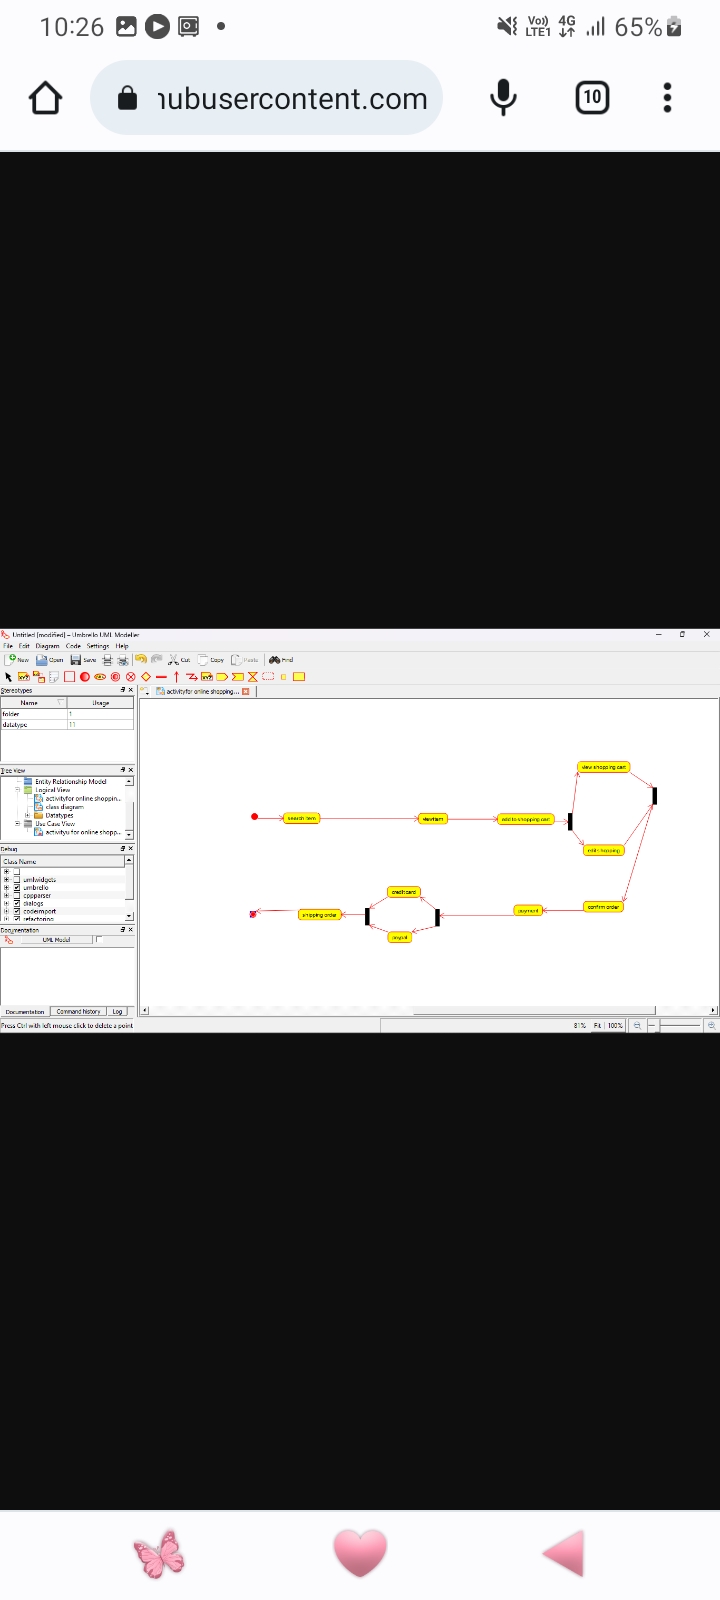 10:26
Vo)) LTE1 4G 65%
nubusercontent.com 10
Untitled [modified] – Umbrello UML Modeller
File Edit Diagram Code Settings Help
New Open Save Cut Copy Paste Find
Stereotypes
activityfor online shopping...
Name Usage
folder 1
datatype 11
Tree View
Entity Relationship Model
Logical View
activityfor online shoppin...
class diagram
Datatypes
Use Case View
activityu for online shopp...
Debug
Class Name
umlwidgets
umbrello
cppparser
dialogs
codeimport
refactoring
Documentation
UML Model
Documentation Command history Log
Press Ctrl with left mouse click to delete a point
81% Fit 100%
view shopping cart
search item
viewitem
add to shopping cart
edit shopping
credit card
shipping order
paypal
payment
confirm order